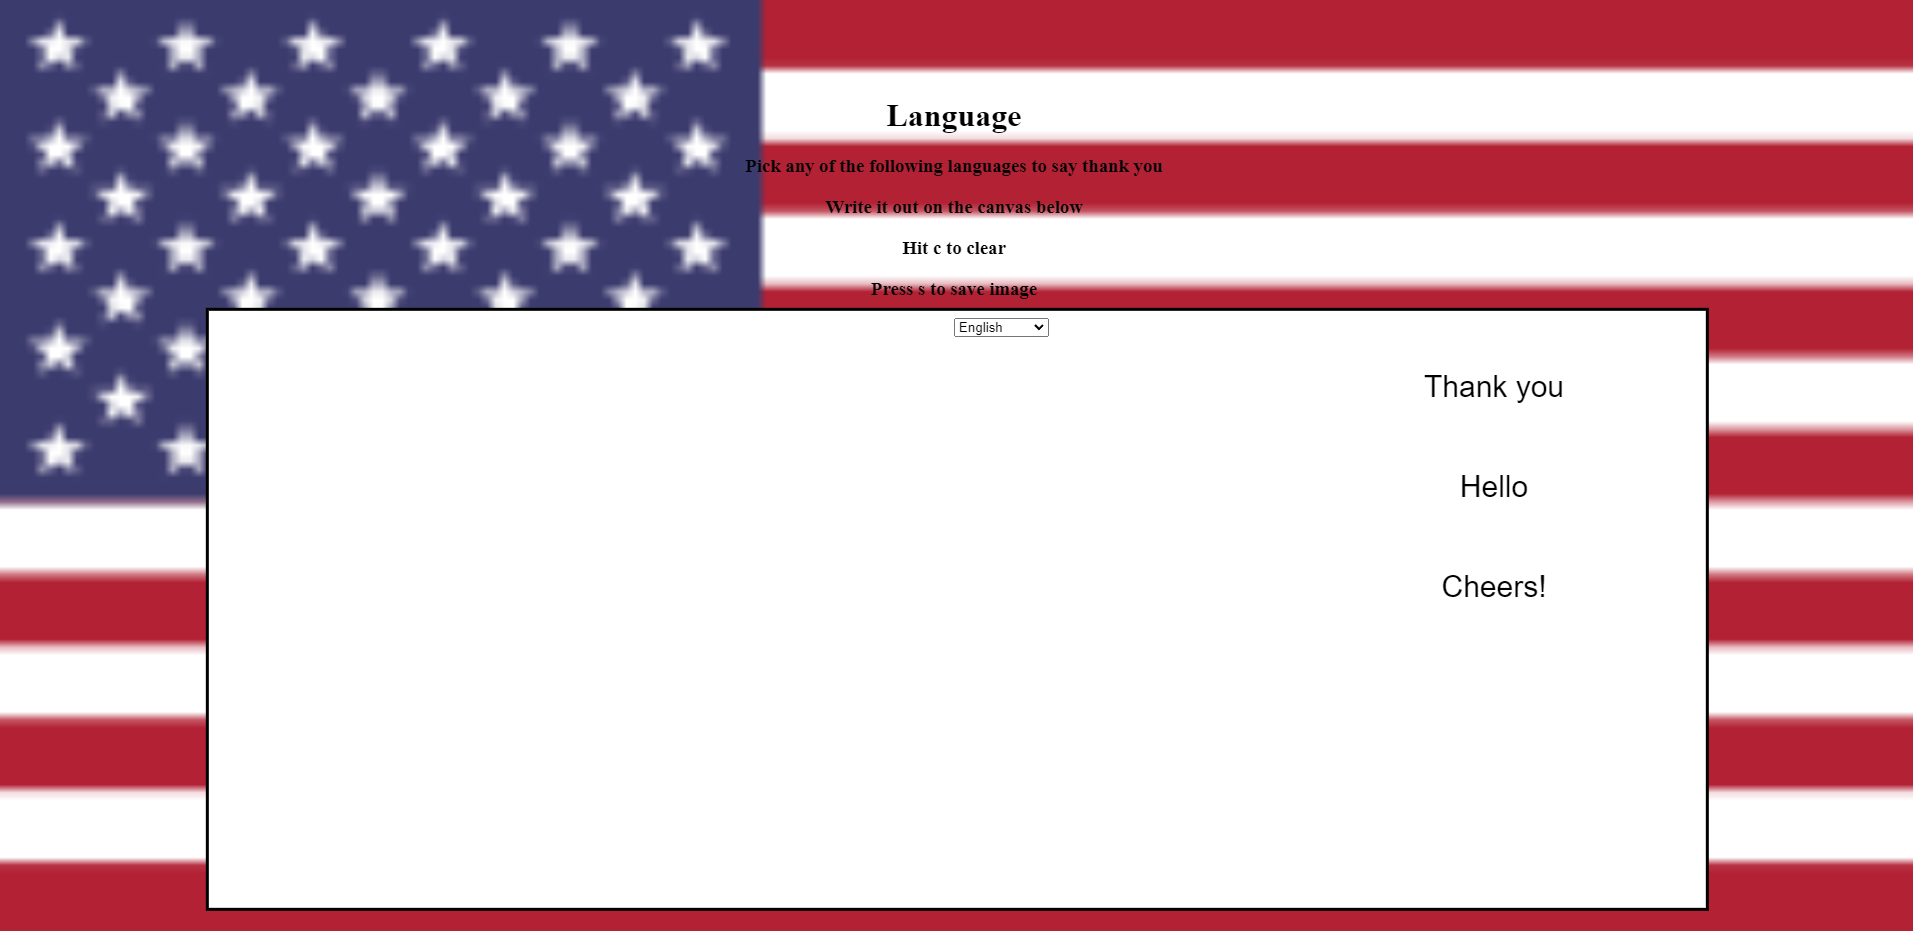 Language
Pick any of the following languages to say thank you
Write it out on the canvas below
Hit c to clear
Press s to save image
English
Thank you
Hello
Cheers!